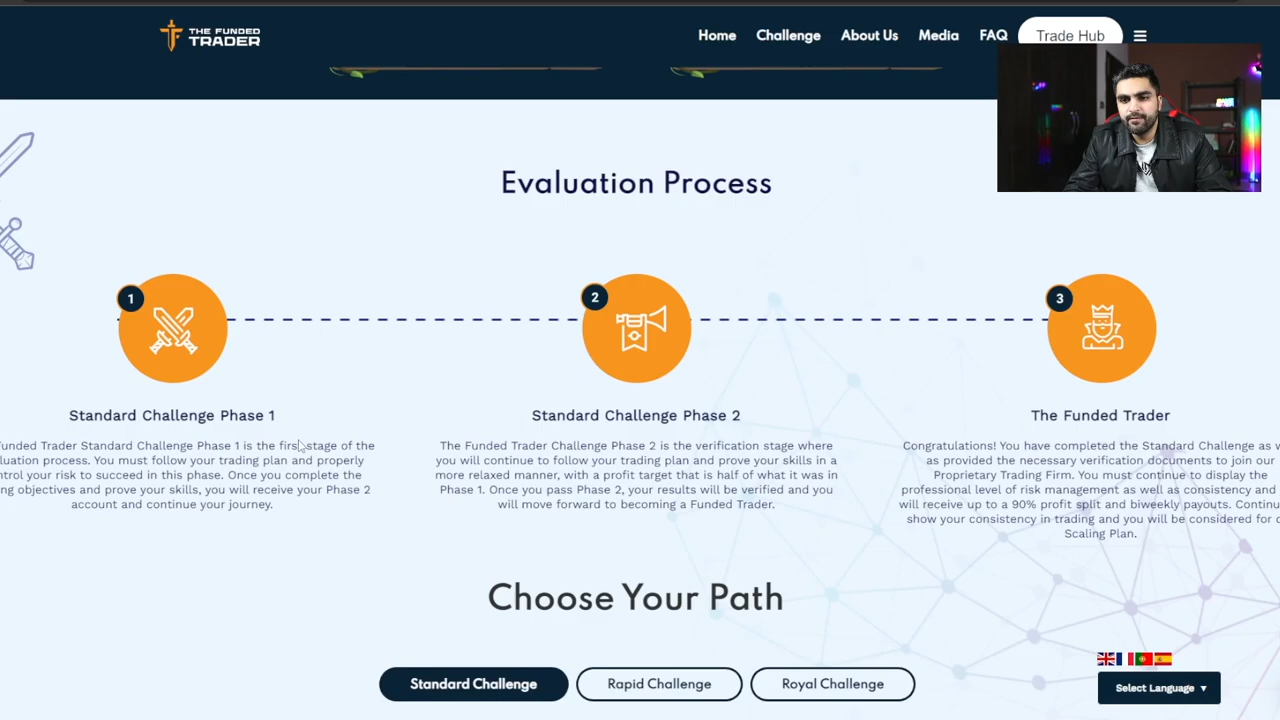 THE FUNDED
TRADER
Home Challenge About Us Media FAQ Trade Hub
Evaluation Process
1
2
3
Standard Challenge Phase 1
unded Trader Standard Challenge Phase 1 is the first stage of the
luation process. You must follow your trading plan and properly
ntrol your risk to succeed in this phase. Once you complete the
ng objectives and prove your skills, you will receive your Phase 2
account and continue your journey.
Standard Challenge Phase 2
The Funded Trader Challenge Phase 2 is the verification stage where
you will continue to follow your trading plan and prove your skills in a
more relaxed manner, with a profit target that is half of what it was in
Phase 1. Once you pass Phase 2, your results will be verified and you
will move forward to becoming a Funded Trader.
The Funded Trader
Congratulations! You have completed the Standard Challenge as w
as provided the necessary verification documents to join our
Proprietary Trading Firm. You must continue to display the
professional level of risk management as well as consistency and
will receive up to a 90% profit split and biweekly payouts. Continu
show your consistency in trading and you will be considered for o
Scaling Plan.
Choose Your Path
Standard Challenge Rapid Challenge Royal Challenge
Select Language ▼